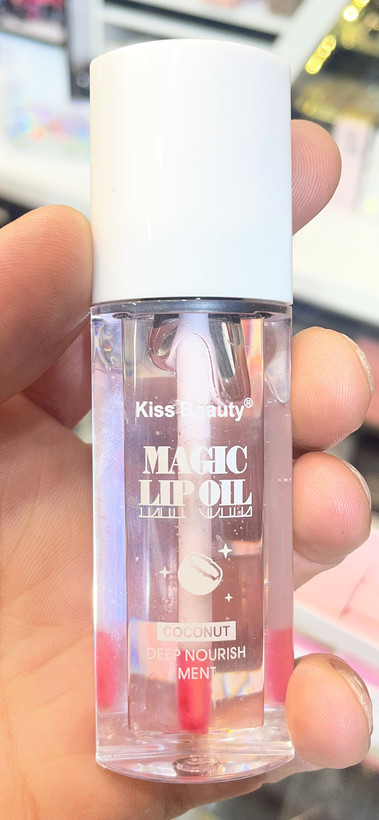 Kiss Beauty®
MAGIC
LIP OIL
COCONUT
DEEP NOURISH
MENT